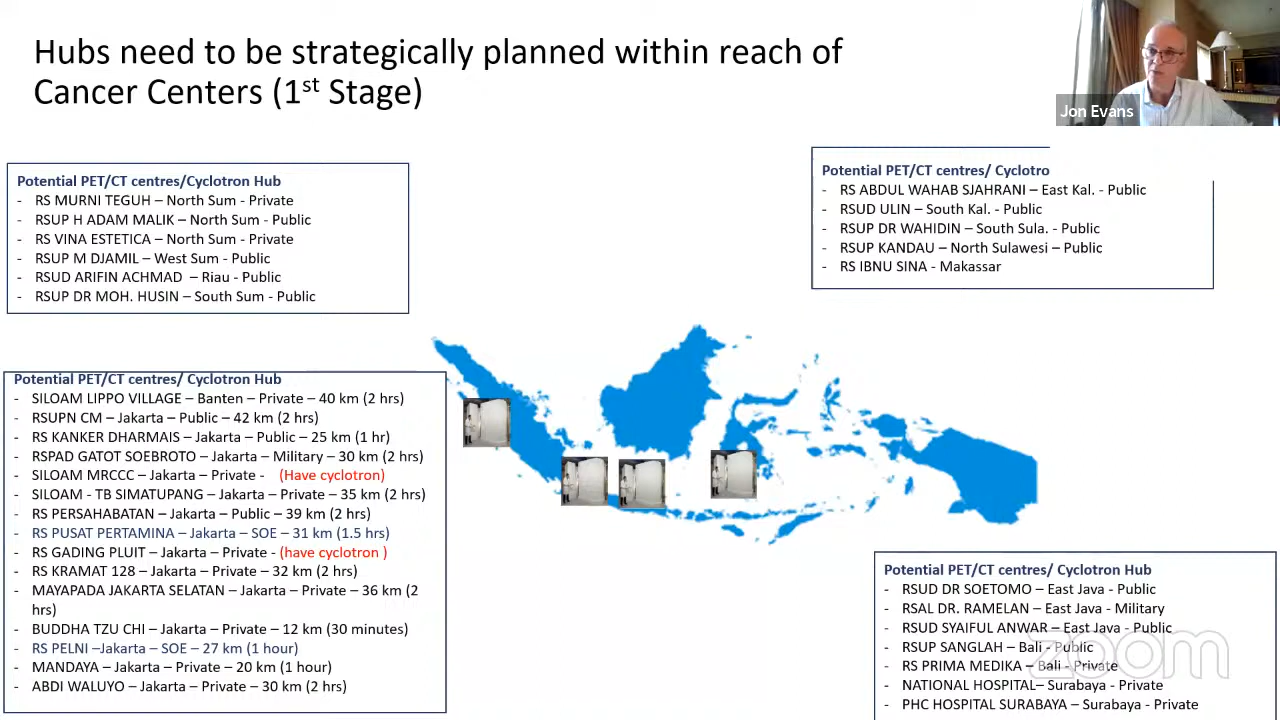 Hubs need to be strategically planned within reach of
Cancer Centers (1st Stage)
Jon Evans
Potential PET/CT centres/Cyclotron Hub
- RS MURNI TEGUH – North Sum - Private
- RSUP H ADAM MALIK – North Sum - Public
- RS VINA ESTETICA – North Sum - Private
- RSUP M DJAMIL – West Sum - Public
- RSUD ARIFIN ACHMAD – Riau - Public
- RSUP DR MOH. HUSIN – South Sum - Public
Potential PET/CT centres/ Cyclotro
- RS ABDUL WAHAB SJAHRANI – East Kal. - Public
- RSUD ULIN – South Kal. - Public
- RSUP DR WAHIDIN – South Sula. - Public
- RSUP KANDAU – North Sulawesi – Public
- RS IBNU SINA - Makassar
Potential PET/CT centres/ Cyclotron Hub
- SILOAM LIPPO VILLAGE – Banten – Private – 40 km (2 hrs)
- RSUPN CM – Jakarta – Public – 42 km (2 hrs)
- RS KANKER DHARMAIS – Jakarta – Public – 25 km (1 hr)
- RSPAD GATOT SOEBROTO – Jakarta – Military – 30 km (2 hrs)
- SILOAM MRCCC – Jakarta – Private - (Have cyclotron)
- SILOAM - TB SIMATUPANG – Jakarta – Private – 35 km (2 hrs)
- RS PERSAHABATAN – Jakarta – Public – 39 km (2 hrs)
- RS PUSAT PERTAMINA – Jakarta – SOE – 31 km (1.5 hrs)
- RS GADING PLUIT – Jakarta – Private - (have cyclotron )
- RS KRAMAT 128 – Jakarta – Private – 32 km (2 hrs)
- MAYAPADA JAKARTA SELATAN – Jakarta – Private – 36 km (2
hrs)
- BUDDHA TZU CHI – Jakarta – Private – 12 km (30 minutes)
- RS PELNI –Jakarta – SOE – 27 km (1 hour)
- MANDAYA – Jakarta – Private – 20 km (1 hour)
- ABDI WALUYO – Jakarta – Private – 30 km (2 hrs)
Potential PET/CT centres/ Cyclotron Hub
- RSUD DR SOETOMO – East Java - Public
- RSAL DR. RAMELAN – East Java - Military
- RSUD SYAIFUL ANWAR – East Java - Public
- RSUP SANGLAH – Bali - Public
- RS PRIMA MEDIKA – Bali - Private
- NATIONAL HOSPITAL– Surabaya - Private
- PHC HOSPITAL SURABAYA – Surabaya - Private
zoom